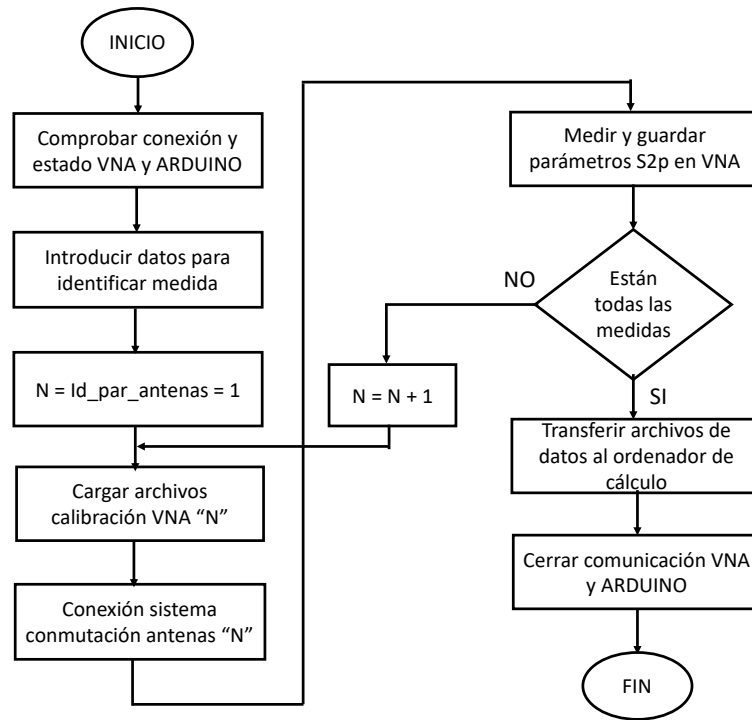 INICIO
Comprobar conexión y
estado VNA y ARDUINO
Introducir datos para
identificar medida
N = Id_par_antenas = 1
Cargar archivos
calibración VNA “N”
Conexión sistema
conmutación antenas “N”
N = N + 1
Medir y guardar
parámetros S2p en VNA
Están
todas las
medidas
NO
SI
Transferir archivos de
datos al ordenador de
cálculo
Cerrar comunicación VNA
y ARDUINO
FIN